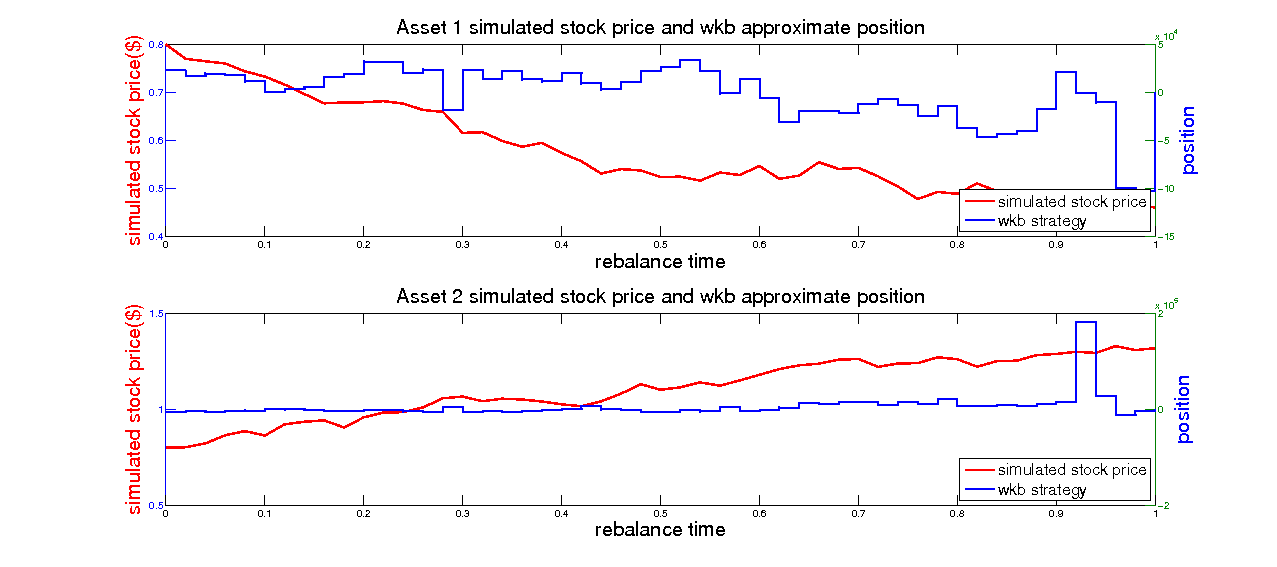 Asset 1 simulated stock price and wkb approximate position
x 10^4
simulated stock price($)
0.8
0.7
0.6
0.5
0.4
5
0
-5
-10
-15
position
simulated stock price
wkb strategy
0 0.1 0.2 0.3 0.4 0.5 0.6 0.7 0.8 0.9 1
rebalance time
Asset 2 simulated stock price and wkb approximate position
simulated stock price($)
1.5
1
0.5
2
0
-2
position
simulated stock price
wkb strategy
0 0.1 0.2 0.3 0.4 0.5 0.6 0.7 0.8 0.9 1
rebalance time